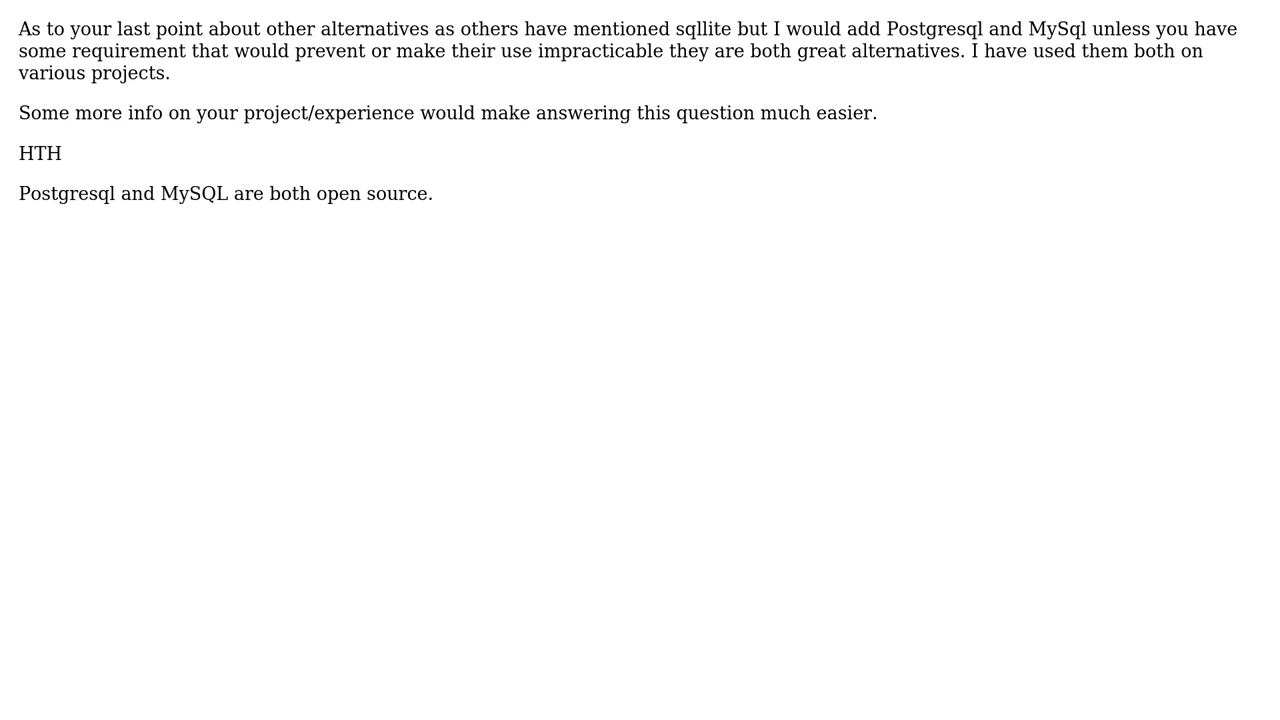 As to your last point about other alternatives as others have mentioned sqllite but I would add Postgresql and MySql unless you have
some requirement that would prevent or make their use impracticable they are both great alternatives. I have used them both on
various projects.
Some more info on your project/experience would make answering this question much easier.
HTH
Postgresql and MySQL are both open source.